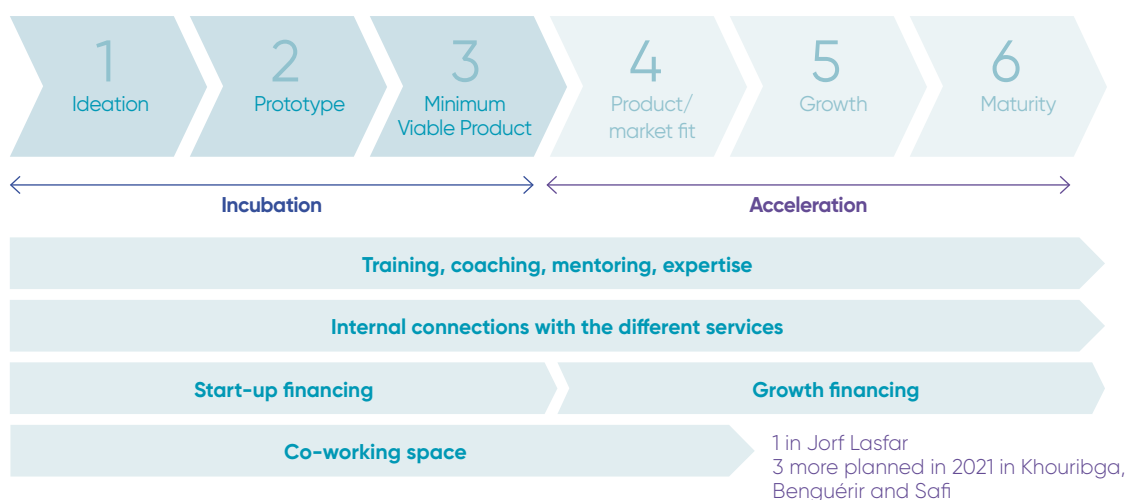 1
Ideation
2
Prototype
3
Minimum
Viable Product
4
Product/
market fit
5
Growth
6
Maturity
Incubation
Acceleration
Training, coaching, mentoring, expertise
Internal connections with the different services
Start-up financing
Growth financing
Co-working space
1 in Jorf Lasfar
3 more planned in 2021 in Khouribga,
Benguérir and Safi